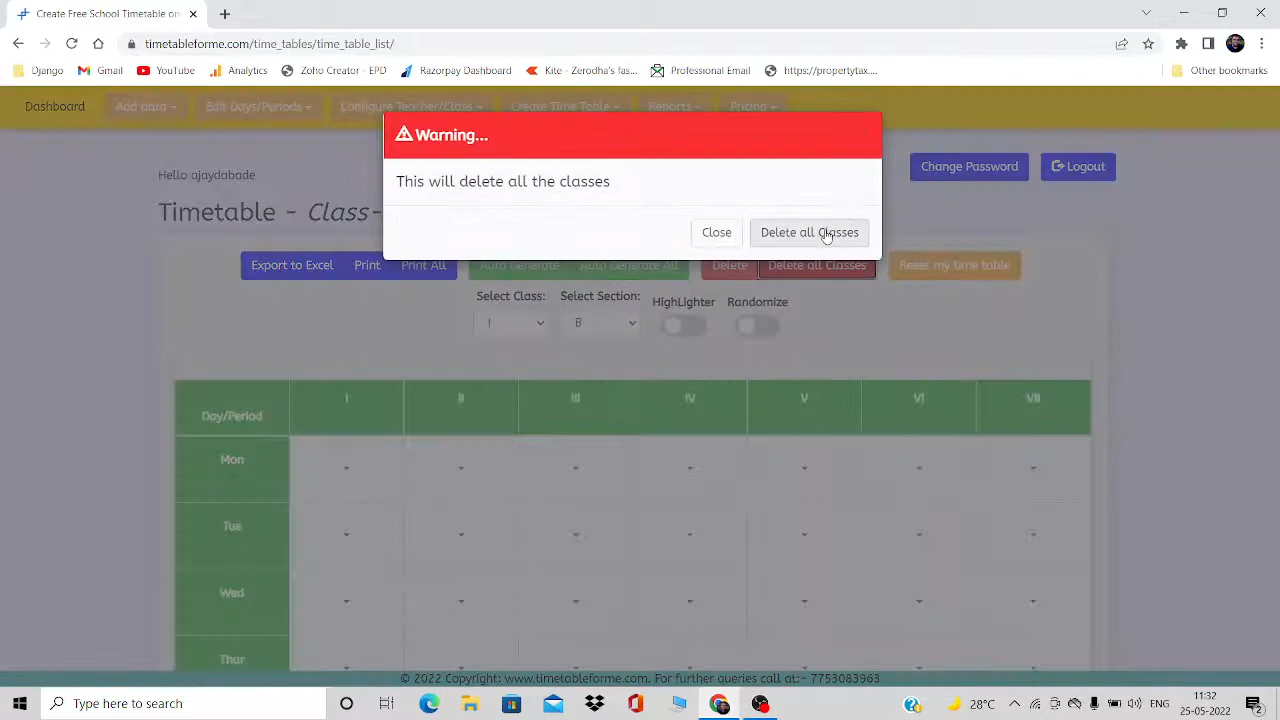 Create Free School Timetable or
timetableforme.com/time_tables/time_table_list/
Django Gmail YouTube Analytics Zoho Creator - EPD Razorpay Dashboard Kite - Zerodha's fas... Professional Email https://propertytax.... Other bookmarks
Dashboard Add data Edit Days/Periods Configure Teacher/Class Create Time Table Reports Pricing
Warning...
This will delete all the classes
Close Delete all Classes
Hello ajaydabade
Change Password Logout
Timetable - Class-
Export to Excel Print Print All Auto Generate Auto Generate All Delete Delete all Classes Reset my time table
Select Class: Select Section: HighLighter Randomize
I B
Day/Period I II III IV V VI VII
Mon
Tue
Wed
Thur
© 2022 Copyright: www.timetableforme.com. For further queries call at:- 7753083963
Type here to search
28°C ENG 11:32
25-05-2022 2